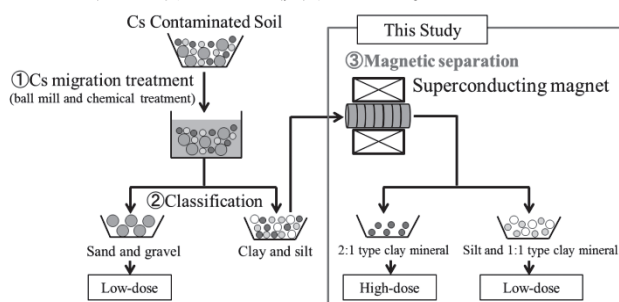 Cs Contaminated Soil
This Study
①Cs migration treatment
(ball mill and chemical treatment)
③Magnetic separation
Superconducting magnet
②Classification
Sand and gravel
Clay and silt
2:1 type clay mineral
Silt and 1:1 type clay mineral
Low-dose
High-dose
Low-dose